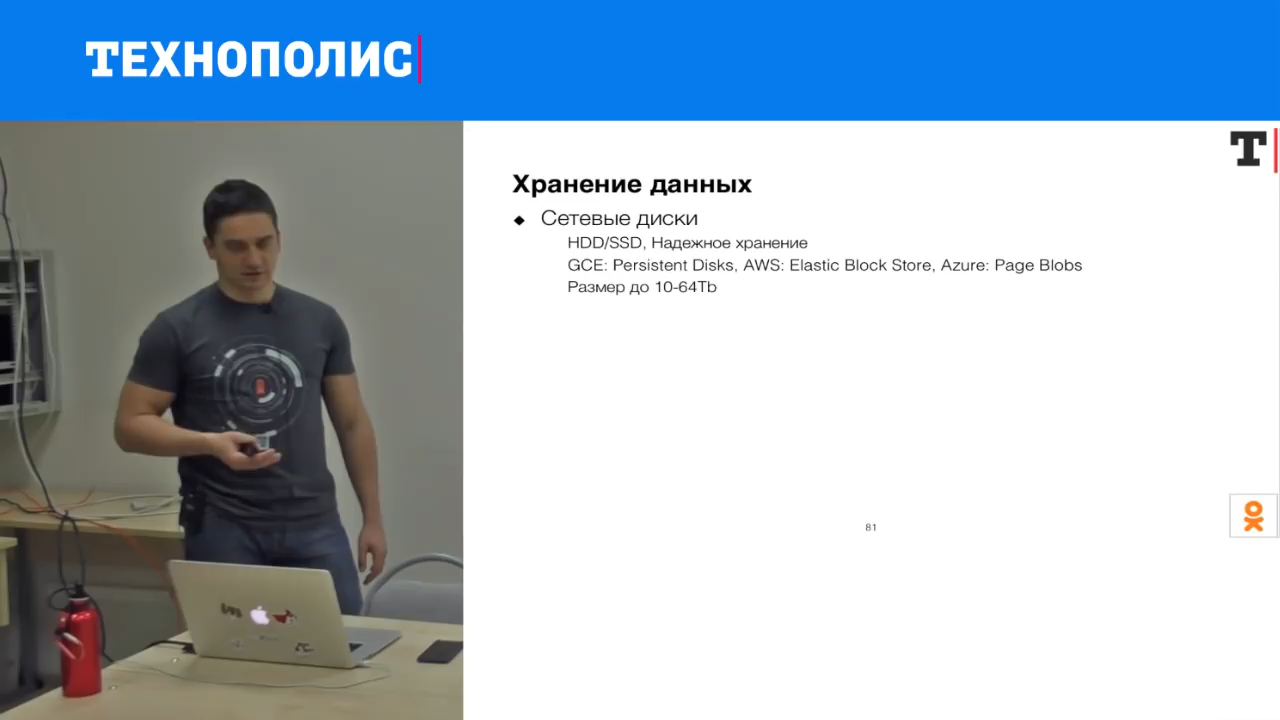 ТЕХНОПОЛИС
T
Хранение данных
Сетевые диски
HDD/SSD, Надежное хранение
GCE: Persistent Disks, AWS: Elastic Block Store, Azure: Page Blobs
Размер до 10-64Tb
81